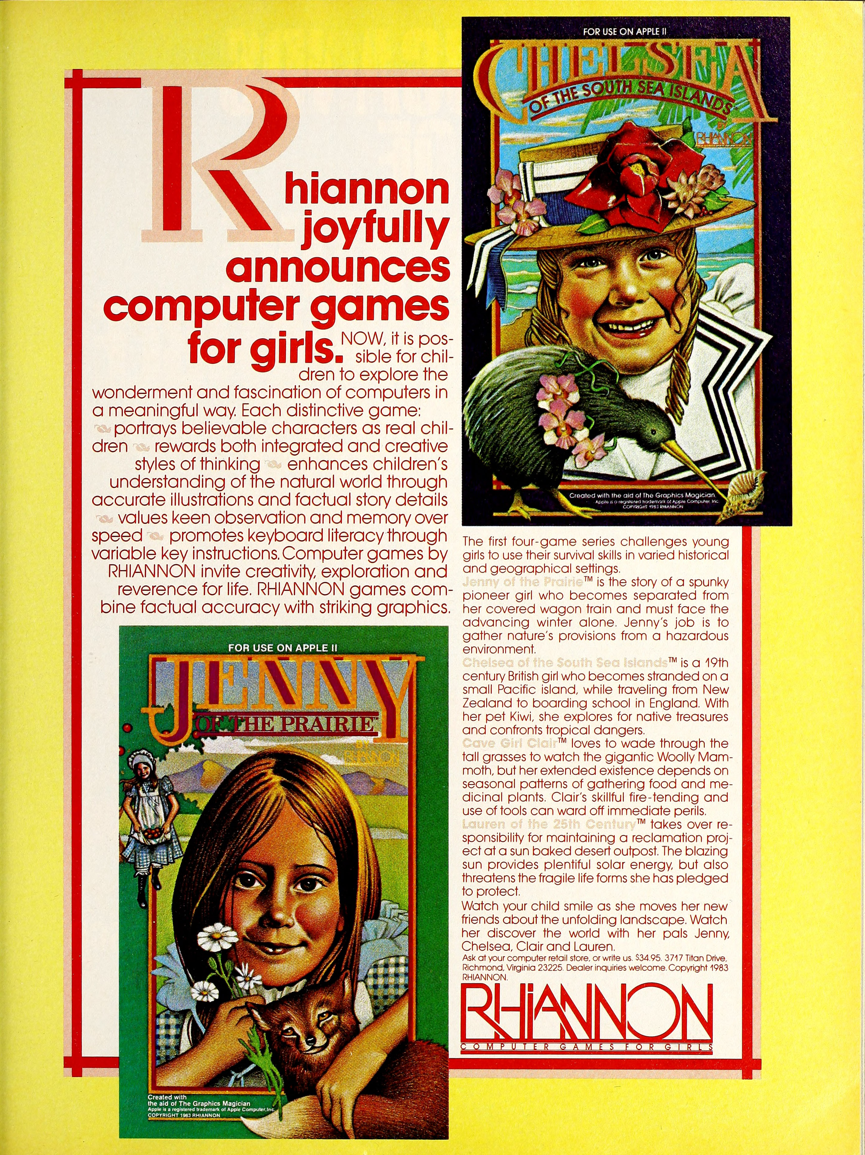 Rhiannon
joyfully
announces
computer games
for girls. NOW, it is pos-
sible for chil-
dren to explore the
wonderment and fascination of computers in
a meaningful way. Each distinctive game:
portrays believable characters as real chil-
dren rewards both integrated and creative
styles of thinking enhances children's
understanding of the natural world through
accurate illustrations and factual story details
values keen observation and memory over
speed promotes keyboard literacy through
variable key instructions. Computer games by
RHIANNON invite creativity, exploration and
reverence for life. RHIANNON games com-
bine factual accuracy with striking graphics.
FOR USE ON APPLE II
JENNY
OF THE PRAIRIE
Created with
the aid of The Graphics Magician
Apple is a registered trademark of Apple Computer, Inc.
COPYRIGHT 1983 RHIANNON
FOR USE ON APPLE II
CHELSEA
OF THE SOUTH SEA ISLANDS
RHIANNON
Created with the aid of The Graphics Magician
Apple is a registered trademark of Apple Computer, Inc.
COPYRIGHT 1983 RHIANNON
The first four-game series challenges young
girls to use their survival skills in varied historical
and geographical settings.
Jenny of the Prairie™ is the story of a spunky
pioneer girl who becomes separated from
her covered wagon train and must face the
advancing winter alone. Jenny's job is to
gather nature's provisions from a hazardous
environment.
Chelsea of the South Sea Islands™ is a 19th
century British girl who becomes stranded on a
small Pacific island, while traveling from New
Zealand to boarding school in England. With
her pet Kiwi, she explores for native treasures
and confronts tropical dangers.
Cave Girl Clair™ loves to wade through the
tall grasses to watch the gigantic Woolly Mam-
moth, but her extended existence depends on
seasonal patterns of gathering food and me-
dicinal plants. Clair's skillful fire-tending and
use of tools can ward off immediate perils.
Lauren of the 25th Century™ takes over re-
sponsibility for maintaining a reclamation proj-
ect at a sun baked desert outpost. The blazing
sun provides plentiful solar energy, but also
threatens the fragile life forms she has pledged
to protect.
Watch your child smile as she moves her new
friends about the unfolding landscape. Watch
her discover the world with her pals Jenny,
Chelsea, Clair and Lauren.
Ask at your computer retail store, or write us. $34.95. 3717 Titan Drive,
Richmond, Virginia 23225. Dealer inquiries welcome. Copyright 1983
RHIANNON.
RHIANNON
COMPUTER GAMES FOR GIRLS